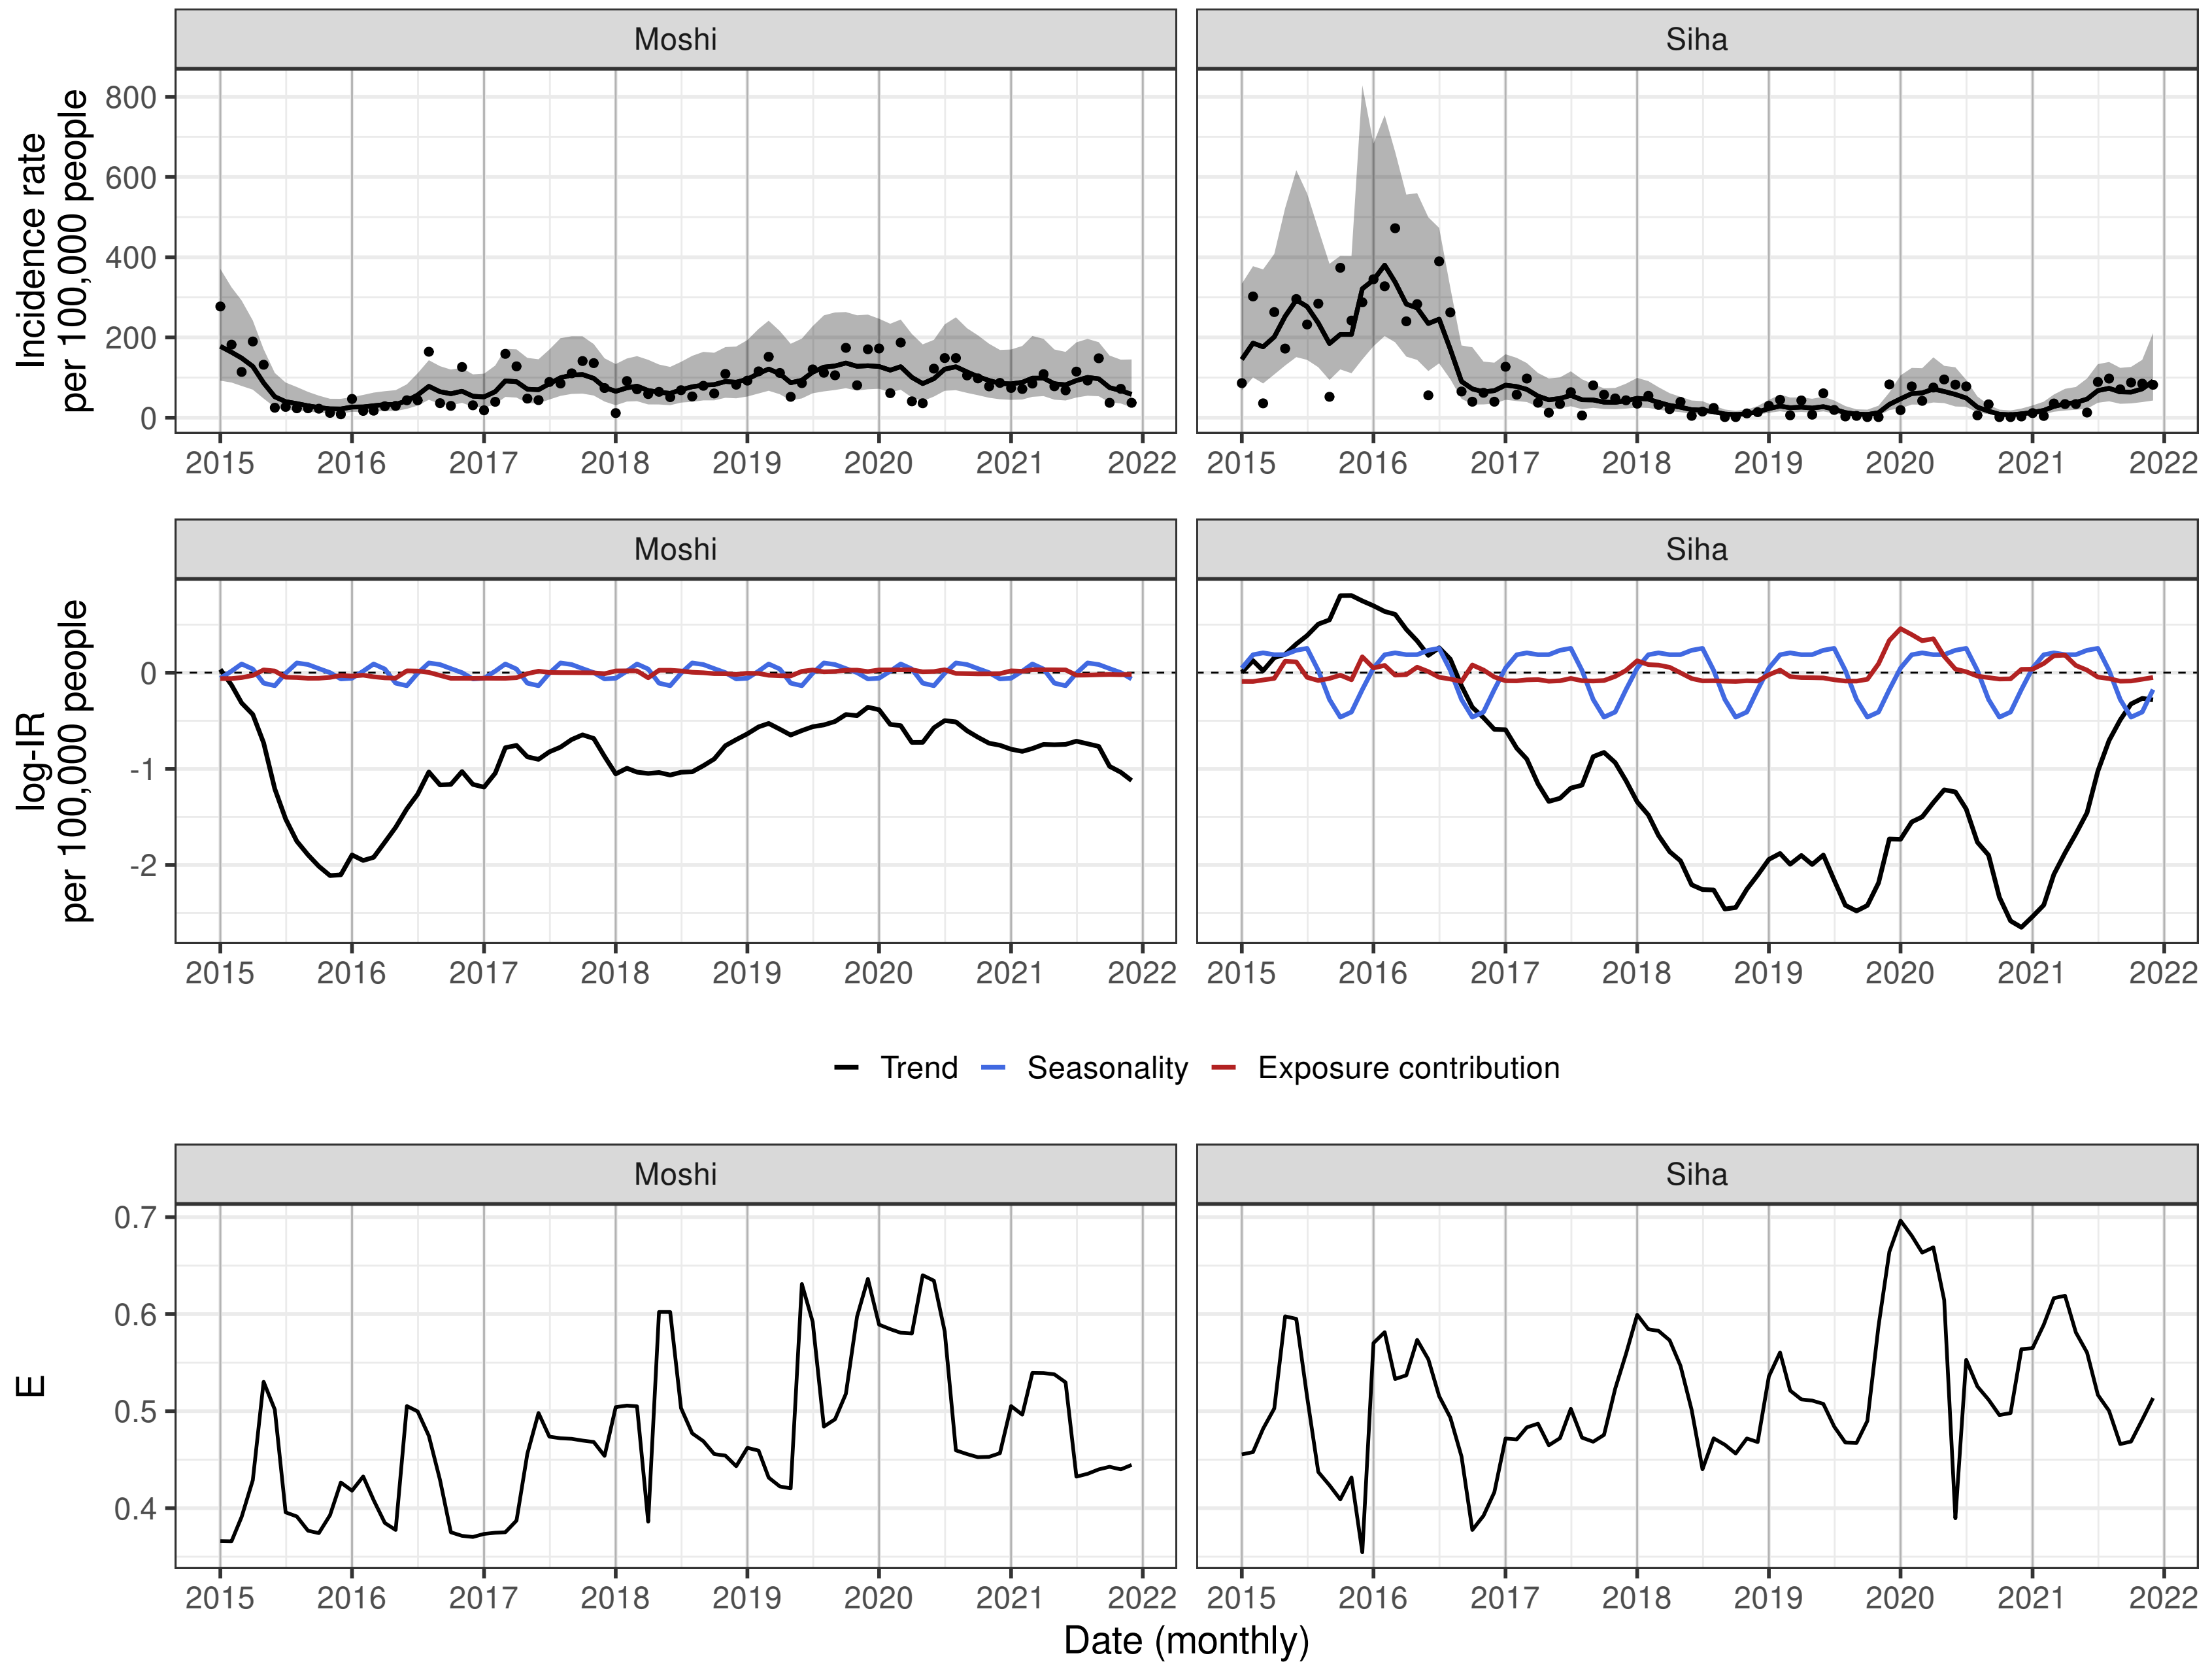 Moshi
Siha
Incidence rate
per 100,000 people
800
600
400
200
0
2015 2016 2017 2018 2019 2020 2021 2022
2015 2016 2017 2018 2019 2020 2021 2022
Moshi
Siha
log-IR
per 100,000 people
0
-1
-2
2015 2016 2017 2018 2019 2020 2021 2022
2015 2016 2017 2018 2019 2020 2021 2022
Trend Seasonality Exposure contribution
Moshi
Siha
E
0.7
0.6
0.5
0.4
2015 2016 2017 2018 2019 2020 2021 2022
2015 2016 2017 2018 2019 2020 2021 2022
Date (monthly)